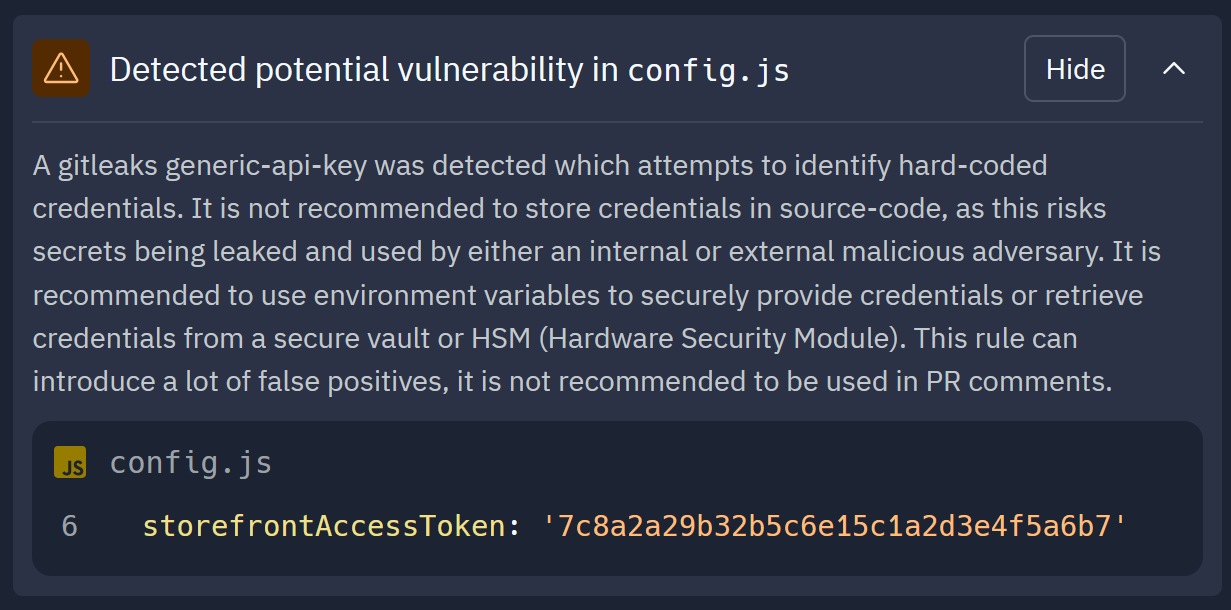 Detected potential vulnerability in config.js
Hide
A gitleaks generic-api-key was detected which attempts to identify hard-coded
credentials. It is not recommended to store credentials in source-code, as this risks
secrets being leaked and used by either an internal or external malicious adversary. It is
recommended to use environment variables to securely provide credentials or retrieve
credentials from a secure vault or HSM (Hardware Security Module). This rule can
introduce a lot of false positives, it is not recommended to be used in PR comments.
JS config.js
6 storefrontAccessToken: '7c8a2a29b32b5c6e15c1a2d3e4f5a6b7'